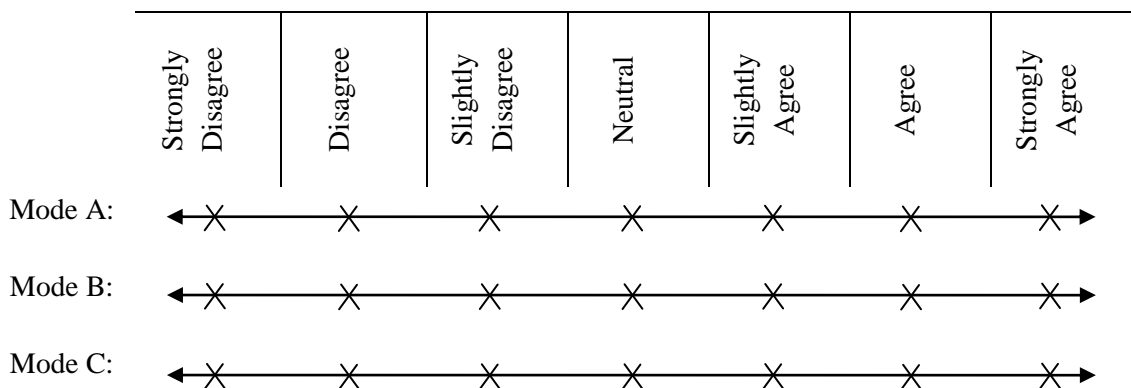 Strongly
Disagree
Disagree
Slightly
Disagree
Neutral
Slightly
Agree
Agree
Strongly
Agree
Mode A:
Mode B:
Mode C: